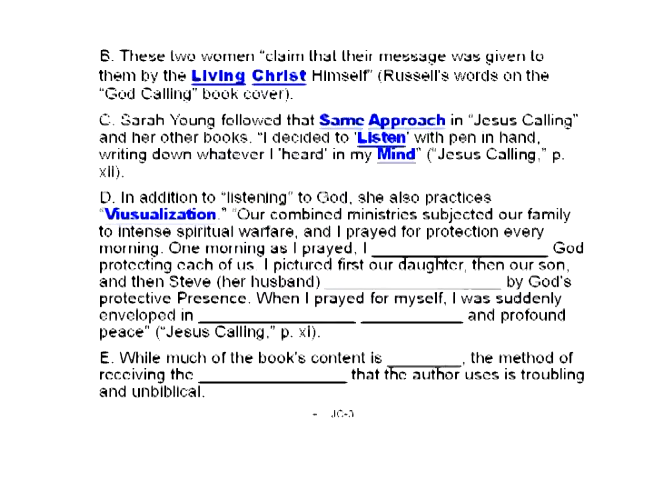 B. These two women “claim that their message was given to
them by the Living Christ Himself” (Russell's words on the
“God Calling” book cover).
C. Sarah Young followed that Same Approach in “Jesus Calling”
and her other books. “I decided to ‘Listen’ with pen in hand,
writing down whatever I ‘heard’ in my Mind” (“Jesus Calling,” p.
xii).
D. In addition to “listening” to God, she also practices
“Viusualization.” “Our combined ministries subjected our family
to intense spiritual warfare, and I prayed for protection every
morning. One morning as I prayed, I ____________________ God
protecting each of us. I pictured first our daughter, then our son,
and then Steve (her husband) ____________________ by God's
protective Presence. When I prayed for myself, I was suddenly
enveloped in __________________ ____________ and profound
peace” (“Jesus Calling,” p. xi).
E. While much of the book's content is ________, the method of
receiving the _________________ that the author uses is troubling
and unbiblical.
- JC-3